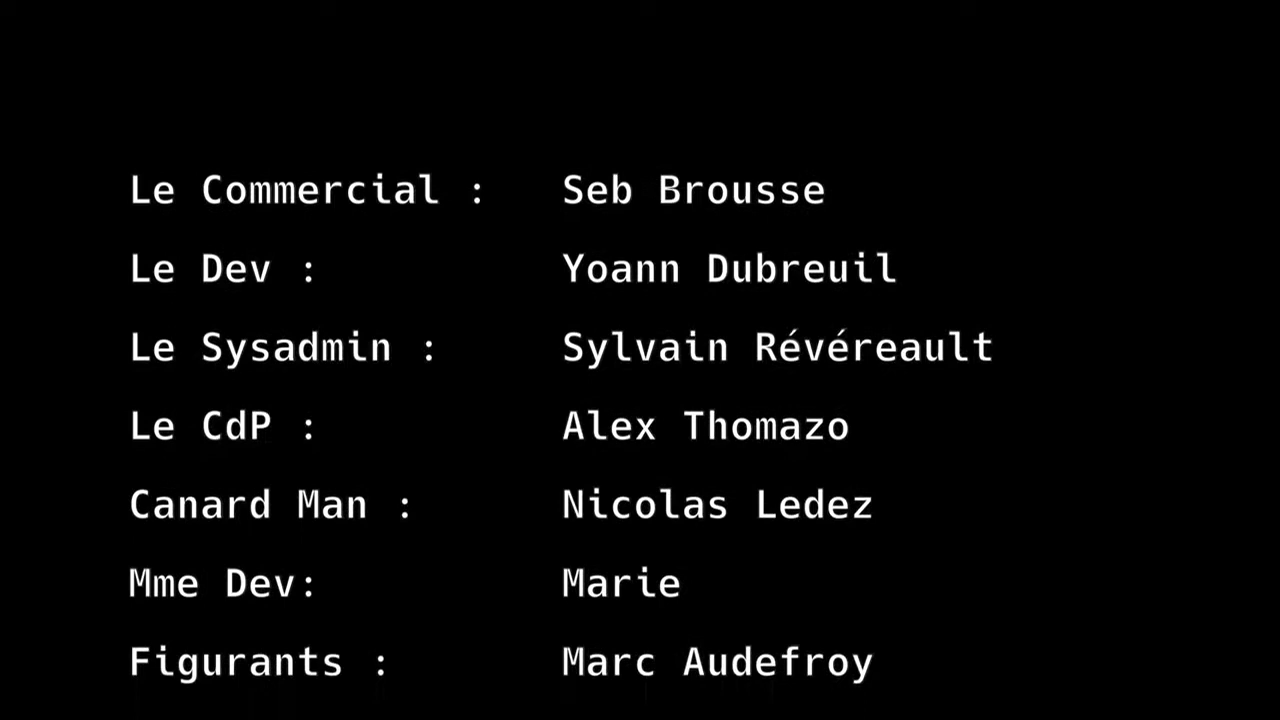 Le Commercial : Seb Brousse
Le Dev : Yoann Dubreuil
Le Sysadmin : Sylvain Révéreault
Le CdP : Alex Thomazo
Canard Man : Nicolas Ledez
Mme Dev: Marie
Figurants : Marc Audefroy